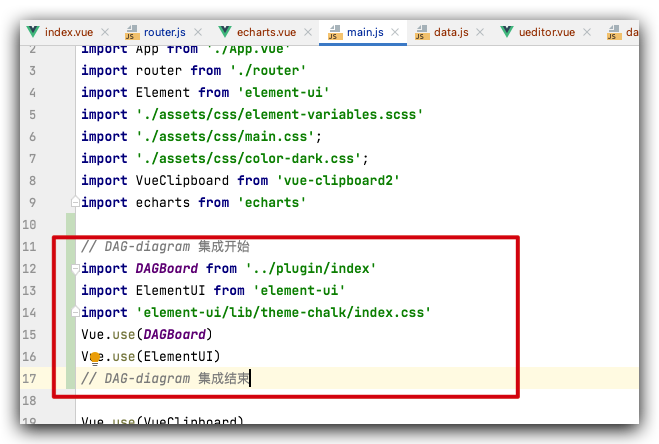 index.vue router.js echarts.vue main.js data.js ueditor.vue da
2 import App from './App.vue'
3 import router from './router'
4 import Element from 'element-ui'
5 import './assets/css/element-variables.scss'
6 import './assets/css/main.css';
7 import './assets/css/color-dark.css';
8 import VueClipboard from 'vue-clipboard2'
9 import echarts from 'echarts'
10
11 // DAG-diagram 集成开始
12 import DAGBoard from '../plugin/index'
13 import ElementUI from 'element-ui'
14 import 'element-ui/lib/theme-chalk/index.css'
15 Vue.use(DAGBoard)
16 Vue.use(ElementUI)
17 // DAG-diagram 集成结束
18
19 Vue.use(VueClipboard)